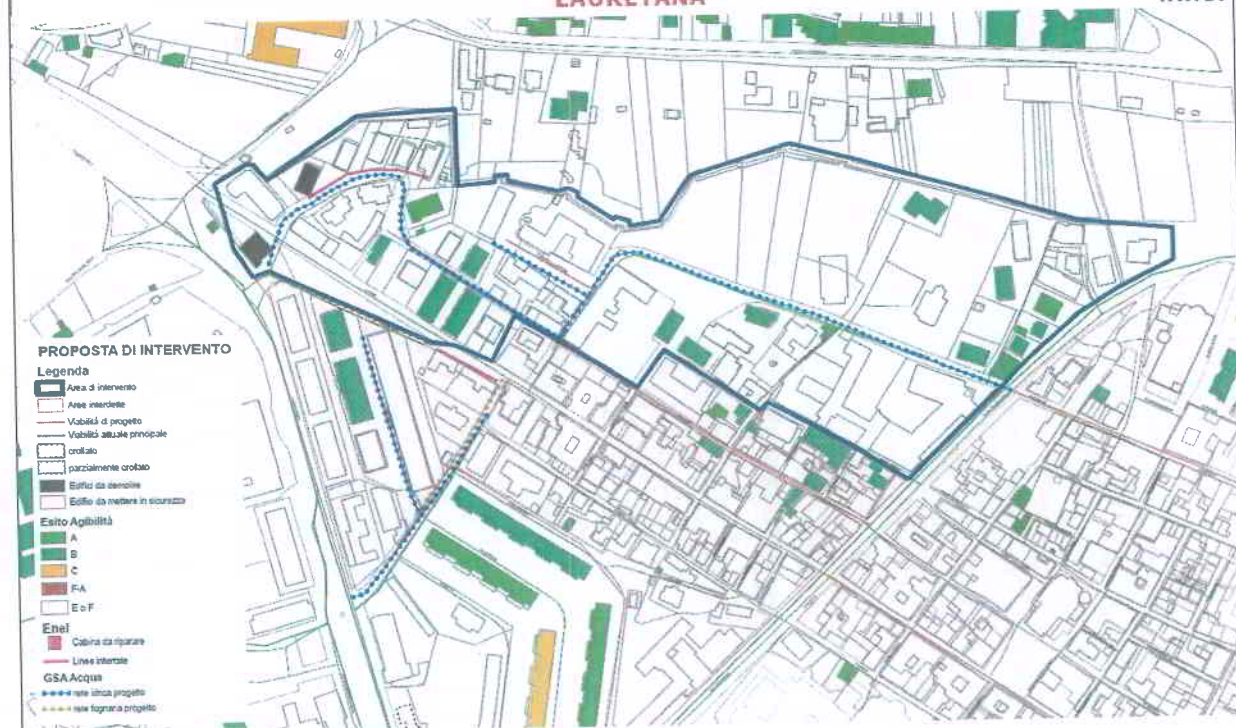 LAURETANA
PROPOSTA DI INTERVENTO
Legenda
Area di intervento
Aree interdette
Viabilità di progetto
Viabilità attuale principale
crollato
parzialmente crollato
Edifici da demolire
Edifici da mettere in sicurezza
Esito Agibilità
A
B
C
F-A
E o F
Enel
Cabina da riparare
Linee interrate
GSA Acqua
rete idrica progetto
rete fognaria progetto